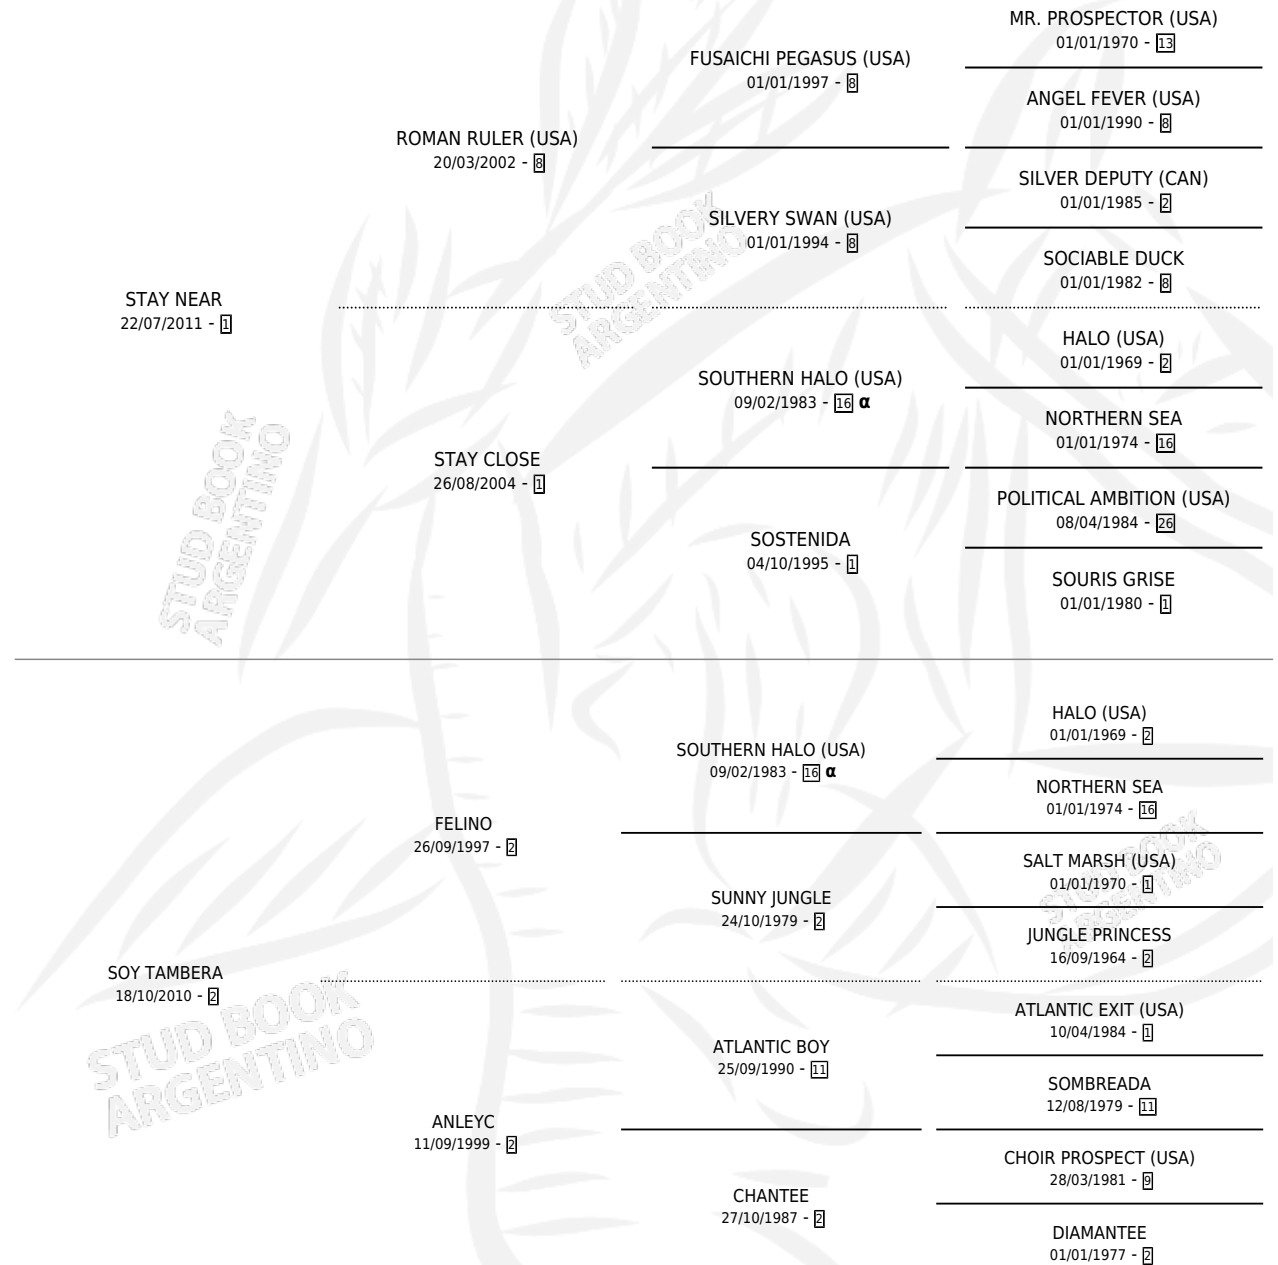 MR. PROSPECTOR (USA)
01/01/1970 - 13
FUSAICHI PEGASUS (USA)
01/01/1997 - 8
ANGEL FEVER (USA)
01/01/1990 - 8
ROMAN RULER (USA)
20/03/2002 - 8
SILVER DEPUTY (CAN)
01/01/1985 - 2
SILVERY SWAN (USA)
01/01/1994 - 8
SOCIABLE DUCK
01/01/1982 - 8
STUD BOOK
ARGENTINO
STAY NEAR
22/07/2011 - 1
HALO (USA)
01/01/1969 - 2
SOUTHERN HALO (USA)
09/02/1983 - 16 α
NORTHERN SEA
01/01/1974 - 16
STAY CLOSE
26/08/2004 - 1
POLITICAL AMBITION (USA)
08/04/1984 - 26
SOSTENIDA
04/10/1995 - 1
SOURIS GRISE
01/01/1980 - 1
STUD BOOK
ARGENTINO
HALO (USA)
01/01/1969 - 2
SOUTHERN HALO (USA)
09/02/1983 - 16 α
NORTHERN SEA
01/01/1974 - 16
FELINO
26/09/1997 - 2
SALT MARSH (USA)
01/01/1970 - 1
SUNNY JUNGLE
24/10/1979 - 2
JUNGLE PRINCESS
16/09/1964 - 2
STUD BOOK
ARGENTINO
SOY TAMBERA
18/10/2010 - 2
ATLANTIC EXIT (USA)
10/04/1984 - 1
ATLANTIC BOY
25/09/1990 - 11
SOMBREADA
12/08/1979 - 11
STUD BOOK
ARGENTINO
ANLEYC
11/09/1999 - 2
CHOIR PROSPECT (USA)
28/03/1981 - 9
CHANTEE
27/10/1987 - 2
DIAMANTEE
01/01/1977 - 2